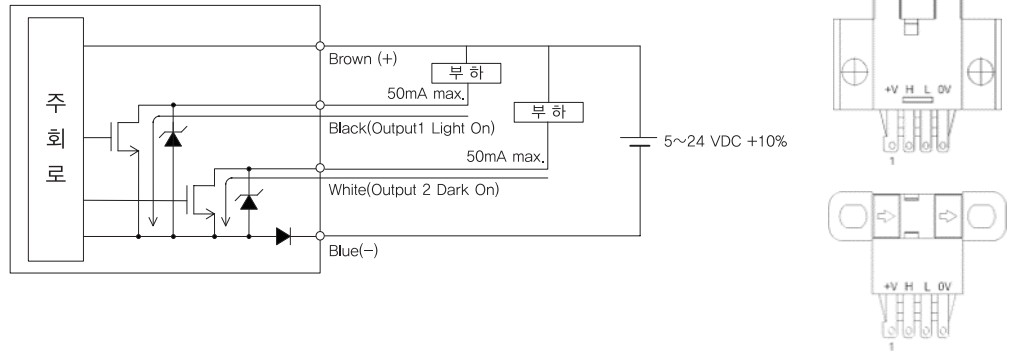 주
회
로
Brown (+)
부 하
50mA max.
Black(Output1 Light On)
부 하
50mA max.
White(Output 2 Dark On)
Blue(-)
5~24 VDC +10%
+V H L 0V
1
+V H L 0V
1